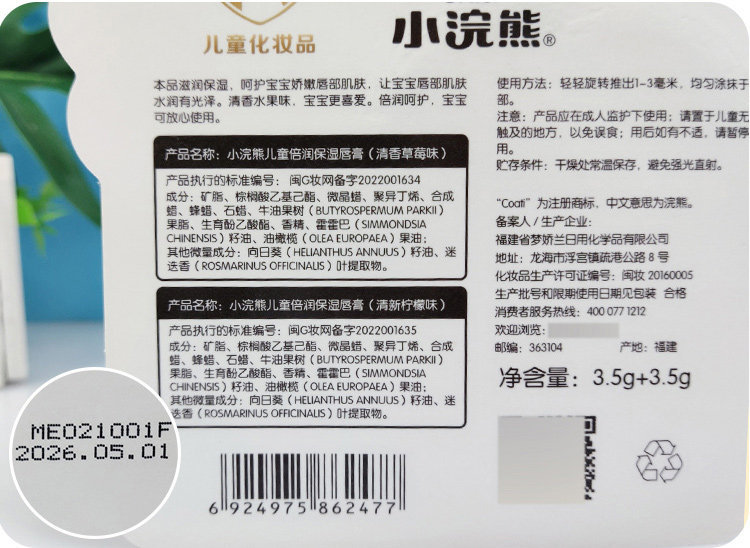 儿童化妆品
小浣熊®
本品滋润保湿，呵护宝宝娇嫩唇部肌肤，让宝宝唇部肌肤
水润有光泽。清香水果味，宝宝更喜爱。倍润呵护，宝宝
可放心使用。
产品名称：小浣熊儿童倍润保湿唇膏（清香草莓味）
产品执行的标准编号：闽G妆网备字2022001634
成分：矿脂、棕榈酸乙基己酯、微晶蜡、聚异丁烯、合成
蜡、蜂蜡、石蜡、牛油果树（BUTYROSPERMUM PARKII）
果脂、生育酚乙酸酯、香精、霍霍巴（SIMMONDSIA
CHINENSIS）籽油、油橄榄（OLEA EUROPAEA）果油；
其他微量成分：向日葵（HELIANTHUS ANNUUS）籽油、迷
迭香（ROSMARINUS OFFICINALIS）叶提取物。
产品名称：小浣熊儿童倍润保湿唇膏（清新柠檬味）
产品执行的标准编号：闽G妆网备字2022001635
成分：矿脂、棕榈酸乙基己酯、微晶蜡、聚异丁烯、合成
蜡、蜂蜡、石蜡、牛油果树（BUTYROSPERMUM PARKII）
果脂、生育酚乙酸酯、香精、霍霍巴（SIMMONDSIA
CHINENSIS）籽油、油橄榄（OLEA EUROPAEA）果油；
其他微量成分：向日葵（HELIANTHUS ANNUUS）籽油、迷
迭香（ROSMARINUS OFFICINALIS）叶提取物。
ME021001F
2026.05.01
6 924975 862477
使用方法：轻轻旋转推出1~3毫米，均匀涂抹于
部。
注意：产品应在成人监护下使用；请置于儿童无
触及的地方，以免误食；用后如有不适，请暂停
用。
贮存条件：干燥处常温保存，避免强光直射。
“Coati”为注册商标，中文意思为浣熊。
备案人/生产企业：
福建省梦娇兰日用化学品有限公司
地址：龙海市浮宫镇疏港公路 8 号
化妆品生产许可证编号：闽妆 20160005
生产批号和限期使用日期见包装 合格
消费者服务热线：400 077 1212
欢迎浏览：
邮编：363104 产地：福建
净含量：3.5g+3.5g